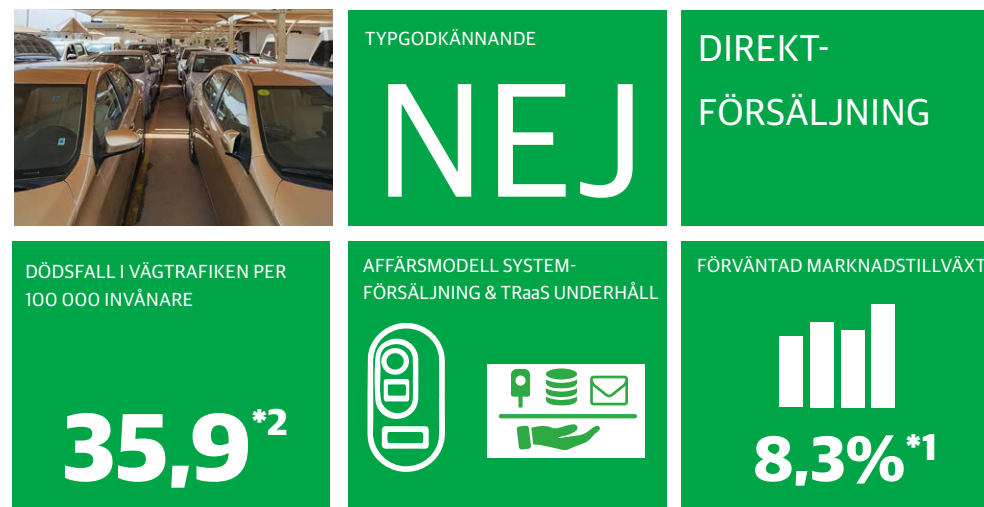 TYPGODKÄNNANDE
NEJ
DIREKT-
FÖRSÄLJNING
DÖDSFALL I VÄGTRAFIKEN PER
100 000 INVÅNARE
35,9*2
AFFÄRSMODELL SYSTEM-
FÖRSÄLJNING & TRaaS UNDERHÅLL
FÖRVÄNTAD MARKNADSTILLVÄXT
8,3%*1